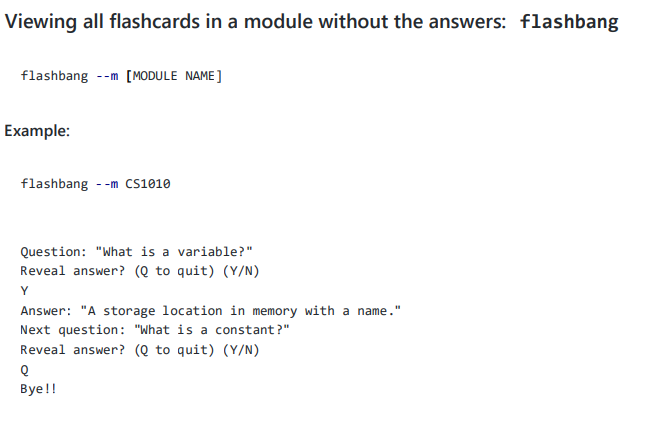 Viewing all flashcards in a module without the answers: flashbang
flashbang --m [MODULE NAME]
Example:
flashbang --m CS1010
Question: "What is a variable?"
Reveal answer? (Q to quit) (Y/N)
Y
Answer: "A storage location in memory with a name."
Next question: "What is a constant?"
Reveal answer? (Q to quit) (Y/N)
Q
Bye!!